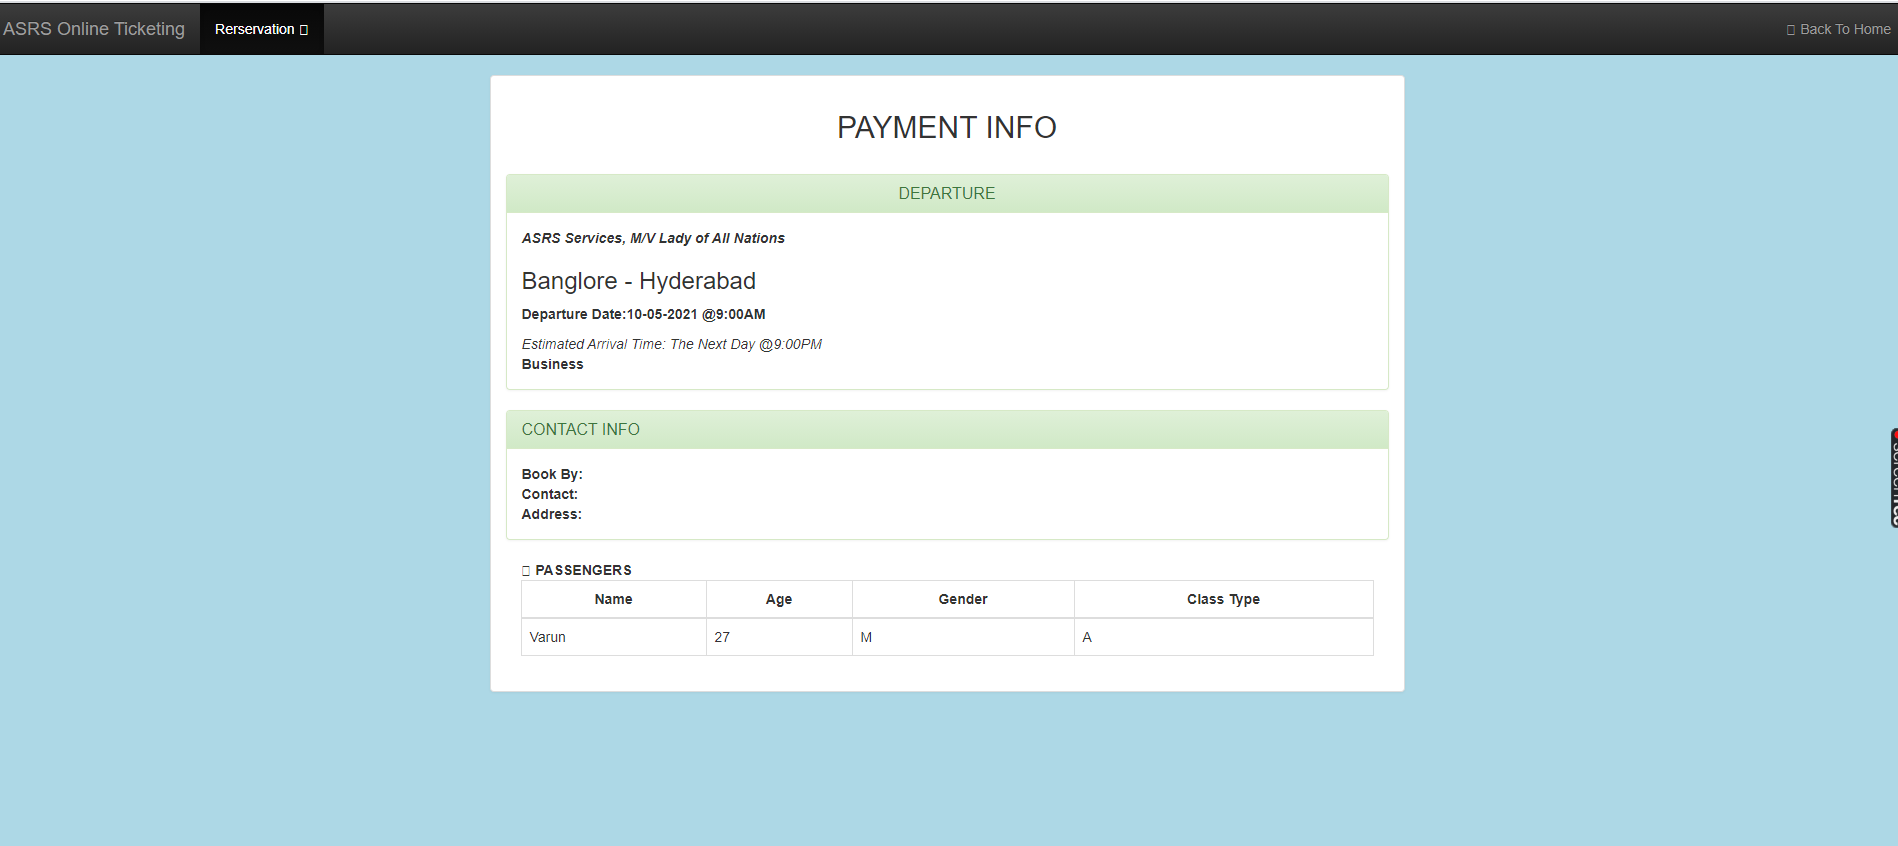 ASRS Online Ticketing
Rerservation
Back To Home
PAYMENT INFO
DEPARTURE
ASRS Services, M/V Lady of All Nations
Banglore - Hyderabad
Departure Date:10-05-2021 @9:00AM
Estimated Arrival Time: The Next Day @9:00PM
Business
CONTACT INFO
Book By:
Contact:
Address:
PASSENGERS
Name Age Gender Class Type
Varun 27 M A